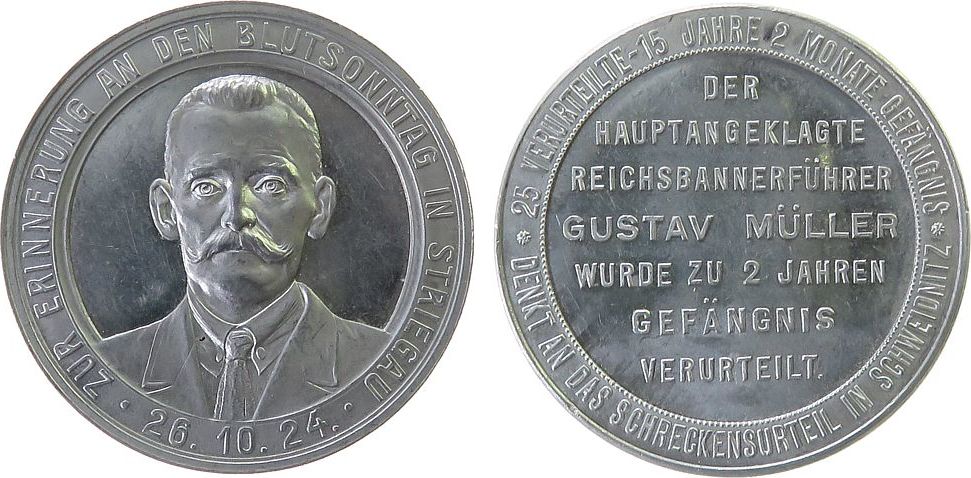 ZUR ERINNERUNG AN DEN BLUTSONNTAG IN STRIEGAU
· 26. 10. 24. ·
25 VERURTEILTE-15 JAHRE 2 MONATE GEFÄNGNIS
DER
HAUPTANGEKLAGTE
REICHSBANNERFÜHRER
GUSTAV MÜLLER
WURDE ZU 2 JAHREN
GEFÄNGNIS
VERURTEILT.
DENKT AN DAS SCHRECKENSURTEIL IN SCHWEIDNITZ